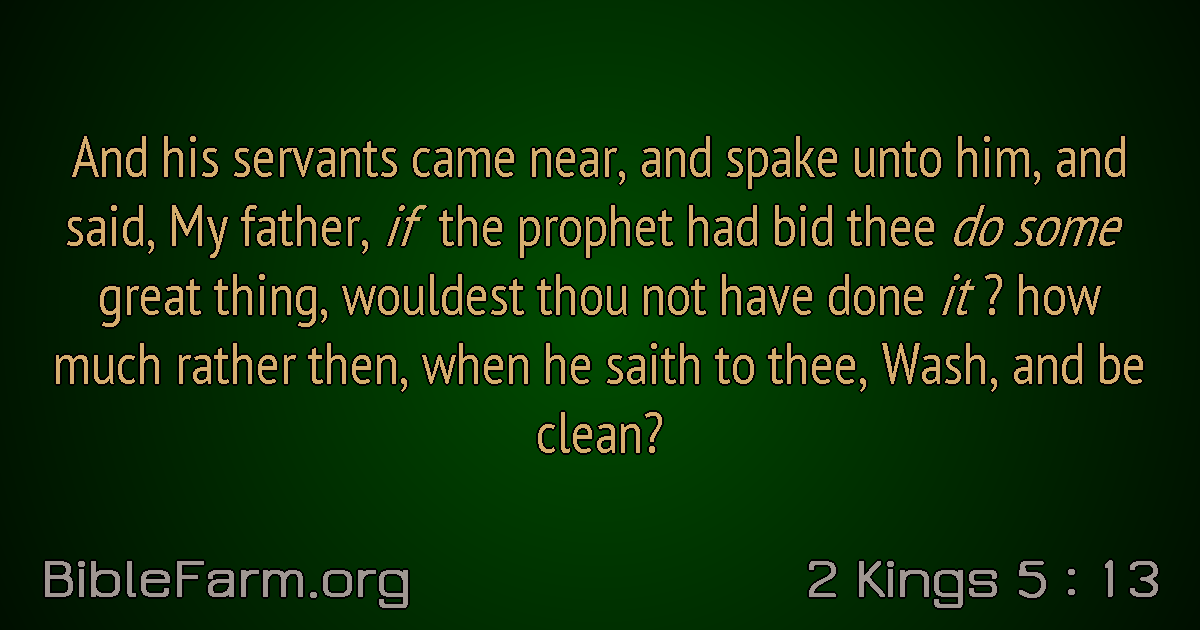 And his servants came near, and spake unto him, and
said, My father, if the prophet had bid thee do some
great thing, wouldest thou not have done it ? how
much rather then, when he saith to thee, Wash, and be
clean?
BibleFarm.org
2 Kings 5 : 13